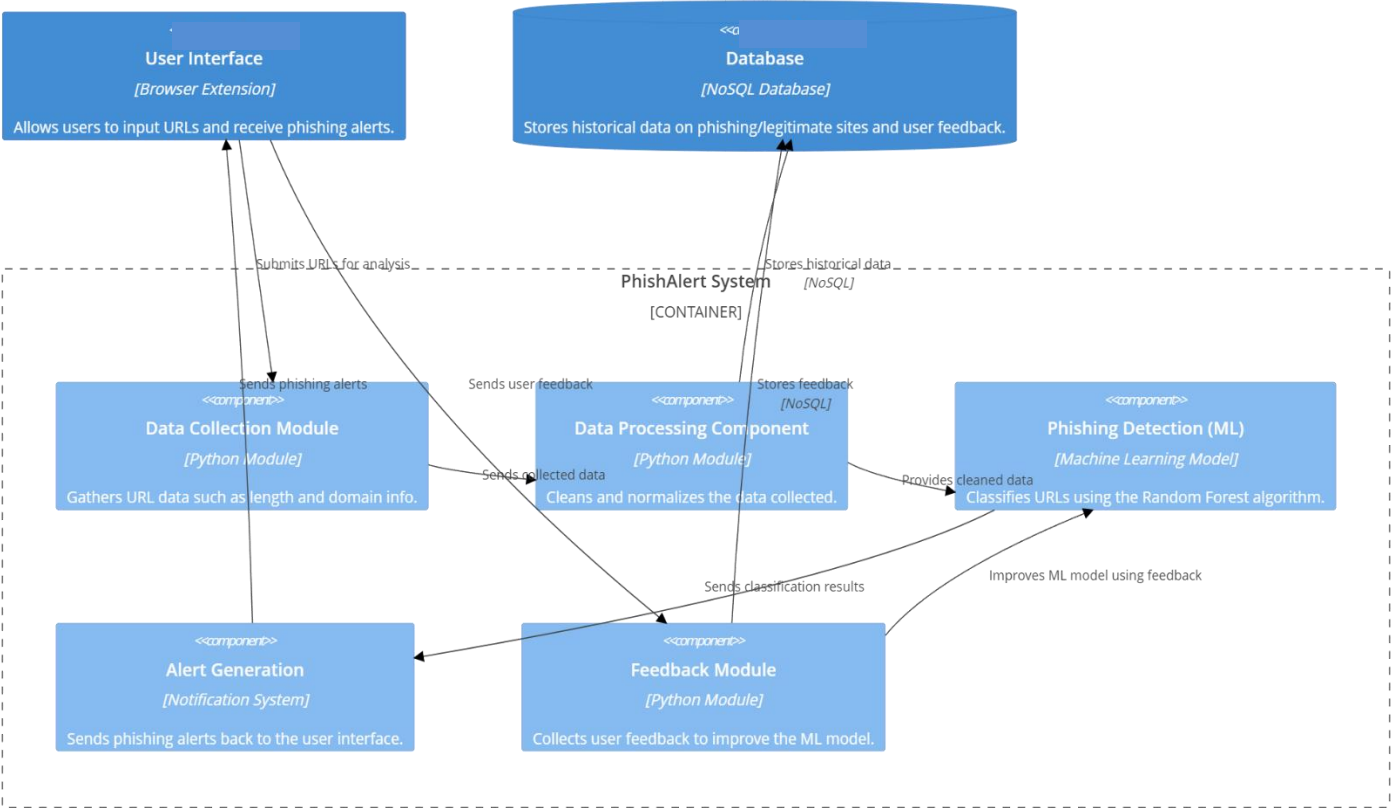 User Interface
[Browser Extension]
Allows users to input URLs and receive phishing alerts.
Database
[NoSQL Database]
Stores historical data on phishing/legitimate sites and user feedback.
Submits URLs for analysis
Stores historical data
[NoSQL]
PhishAlert System
[CONTAINER]
Sends phishing alerts
Sends user feedback
Stores feedback
[NoSQL]
<<component>>
Data Collection Module
[Python Module]
Gathers URL data such as length and domain info.
Sends collected data
<<component>>
Data Processing Component
[Python Module]
Cleans and normalizes the data collected.
Provides cleaned data
<<component>>
Phishing Detection (ML)
[Machine Learning Model]
Classifies URLs using the Random Forest algorithm.
Sends classification results
Improves ML model using feedback
<<component>>
Alert Generation
[Notification System]
Sends phishing alerts back to the user interface.
<<component>>
Feedback Module
[Python Module]
Collects user feedback to improve the ML model.